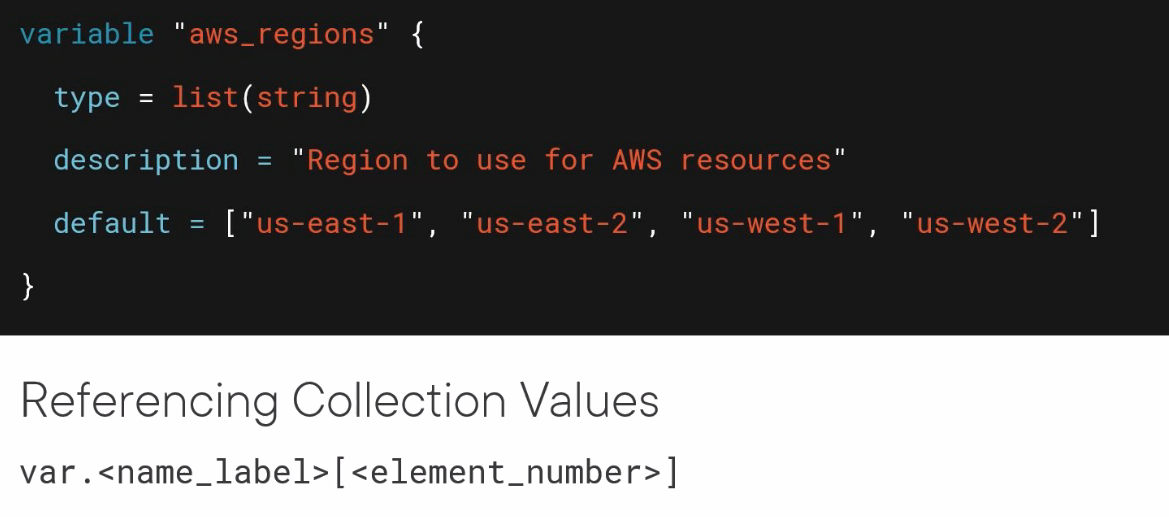 variable "aws_regions" {
type = list(string)
description = "Region to use for AWS resources"
default = ["us-east-1", "us-east-2", "us-west-1", "us-west-2"]
}
Referencing Collection Values
var.<name_label>[<element_number>]